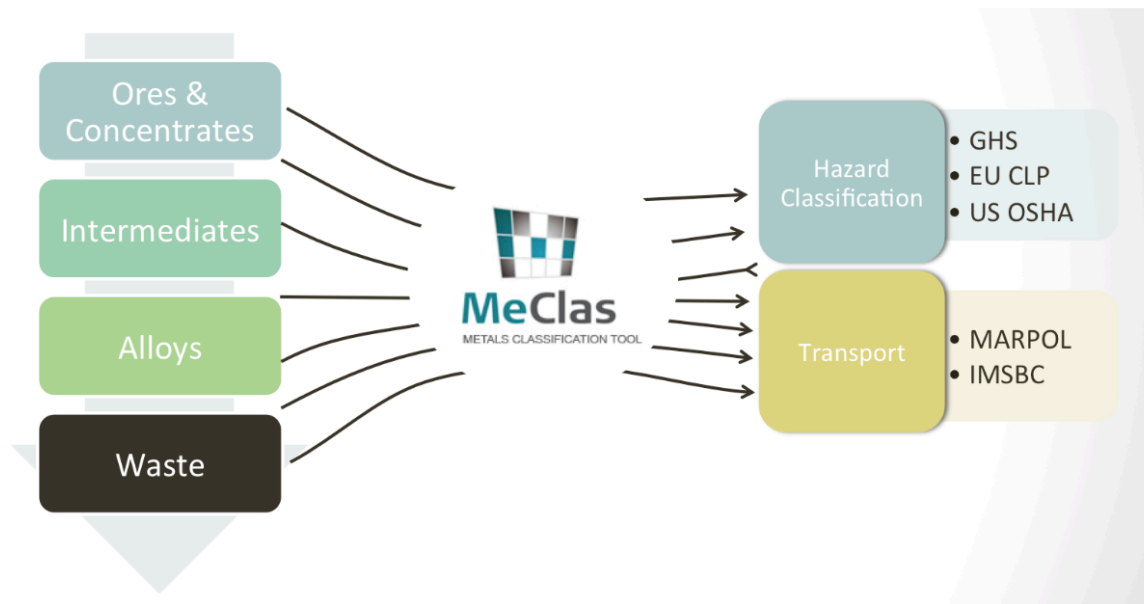 Ores &
Concentrates
Intermediates
Alloys
Waste
MeClas
METALS CLASSIFICATION TOOL
Hazard
Classification
• GHS
• EU CLP
• US OSHA
Transport
• MARPOL
• IMSBC